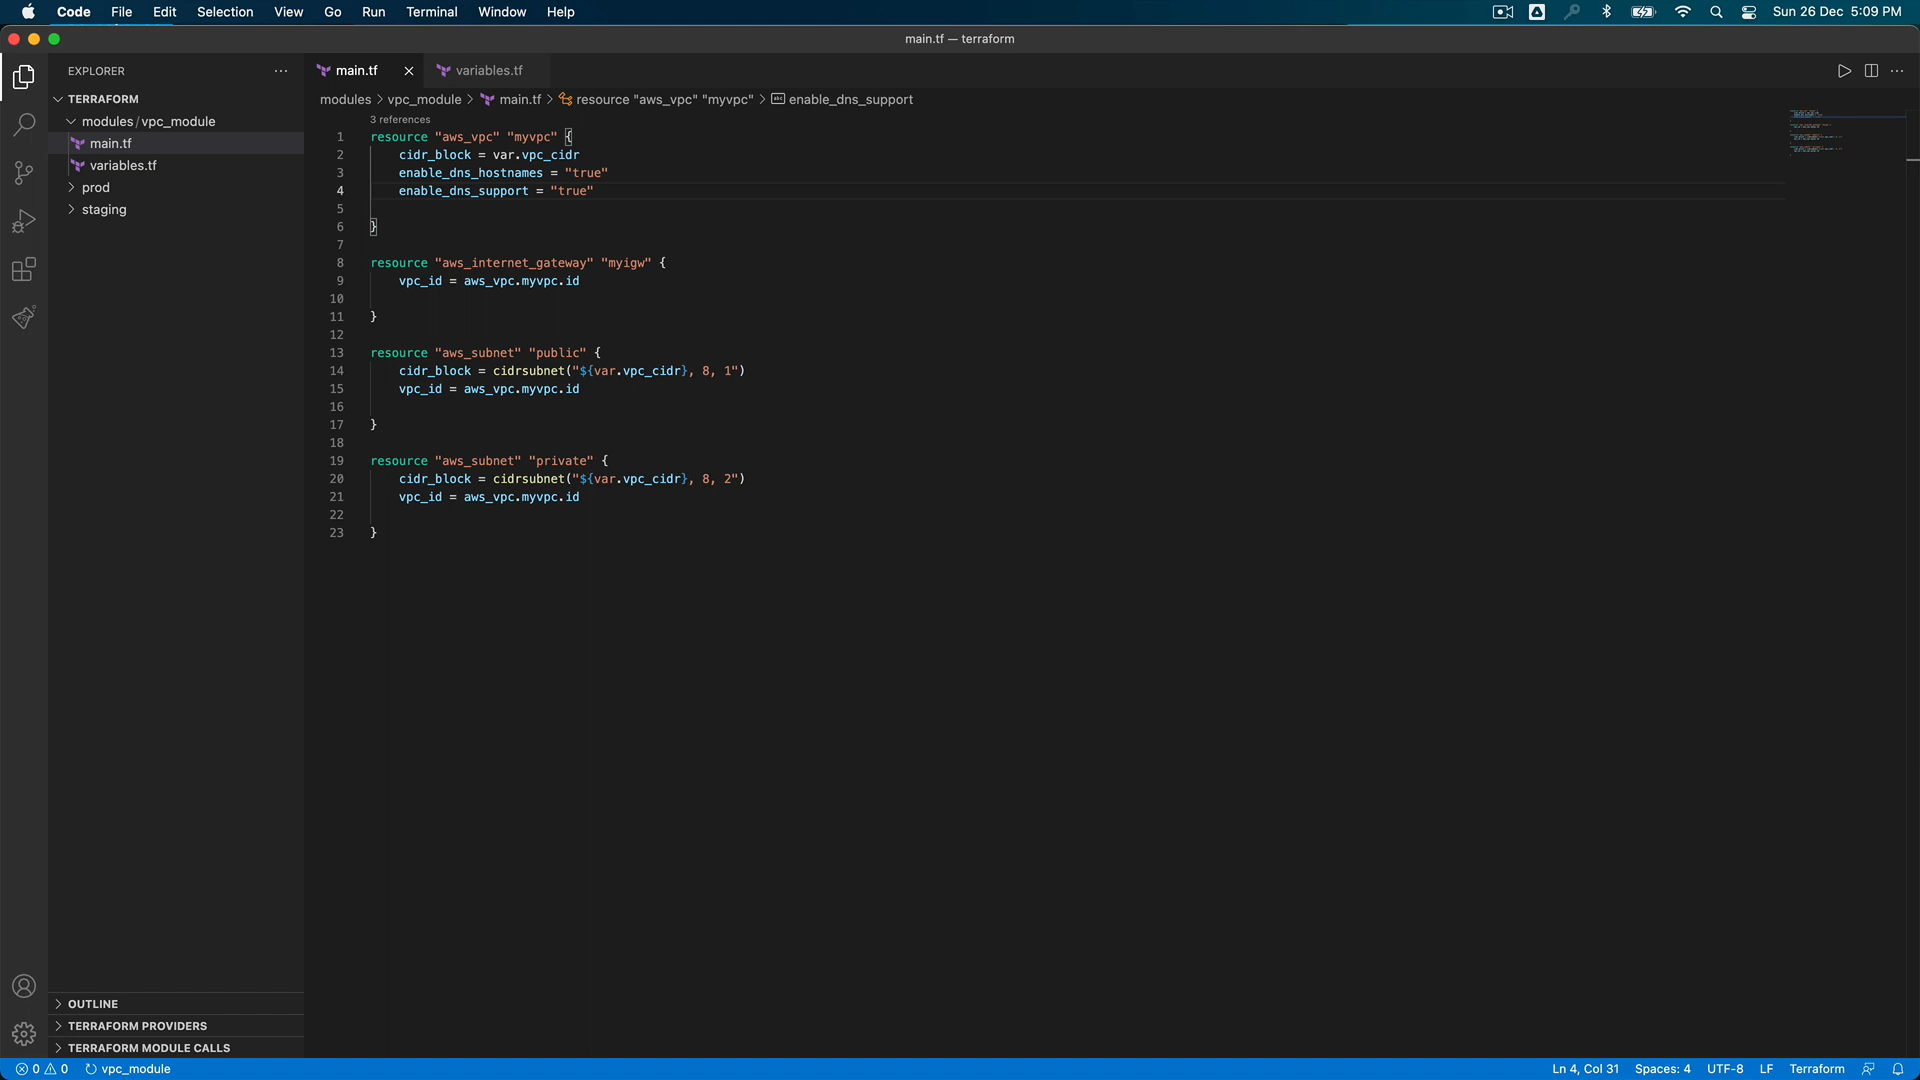 Code File Edit Selection View Go Run Terminal Window Help Sun 26 Dec 5:09 PM
main.tf — terraform
EXPLORER
main.tf
variables.tf
TERRAFORM
modules > vpc_module > main.tf > resource "aws_vpc" "myvpc" > enable_dns_support
modules / vpc_module
main.tf
variables.tf
prod
staging
3 references
1 resource "aws_vpc" "myvpc" {
2 cidr_block = var.vpc_cidr
3 enable_dns_hostnames = "true"
4 enable_dns_support = "true"
5
6 }
7
8 resource "aws_internet_gateway" "myigw" {
9 vpc_id = aws_vpc.myvpc.id
10
11 }
12
13 resource "aws_subnet" "public" {
14 cidr_block = cidrsubnet("${var.vpc_cidr}, 8, 1")
15 vpc_id = aws_vpc.myvpc.id
16
17 }
18
19 resource "aws_subnet" "private" {
20 cidr_block = cidrsubnet("${var.vpc_cidr}, 8, 2")
21 vpc_id = aws_vpc.myvpc.id
22
23 }
OUTLINE
TERRAFORM PROVIDERS
TERRAFORM MODULE CALLS
0 0 vpc_module Ln 4, Col 31 Spaces: 4 UTF-8 LF Terraform